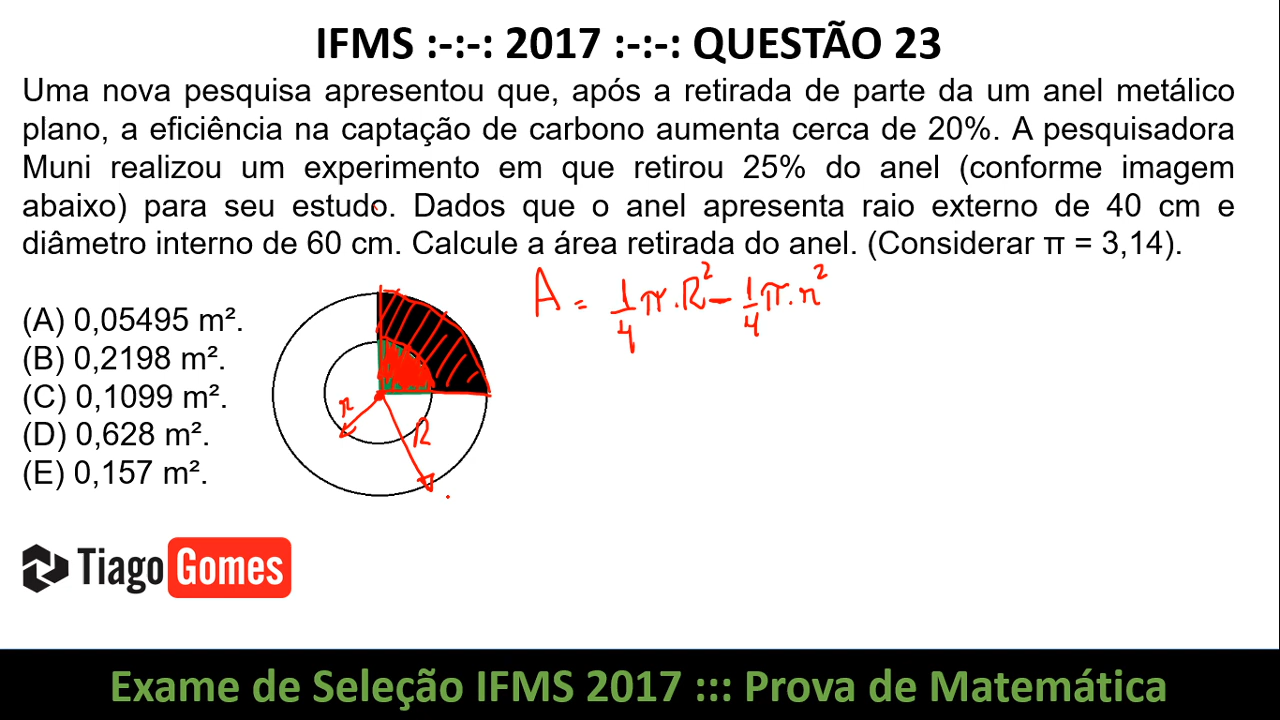 IFMS :-:-: 2017 :-:-: QUESTÃO 23
Uma nova pesquisa apresentou que, após a retirada de parte da um anel metálico
plano, a eficiência na captação de carbono aumenta cerca de 20%. A pesquisadora
Muni realizou um experimento em que retirou 25% do anel (conforme imagem
abaixo) para seu estudo. Dados que o anel apresenta raio externo de 40 cm e
diâmetro interno de 60 cm. Calcule a área retirada do anel. (Considerar π = 3,14).
A = 1/4 π.R² - 1/4 π.r²
(A) 0,05495 m².
(B) 0,2198 m².
(C) 0,1099 m².
(D) 0,628 m².
(E) 0,157 m².
r
R
Tiago Gomes
Exame de Seleção IFMS 2017 ::: Prova de Matemática